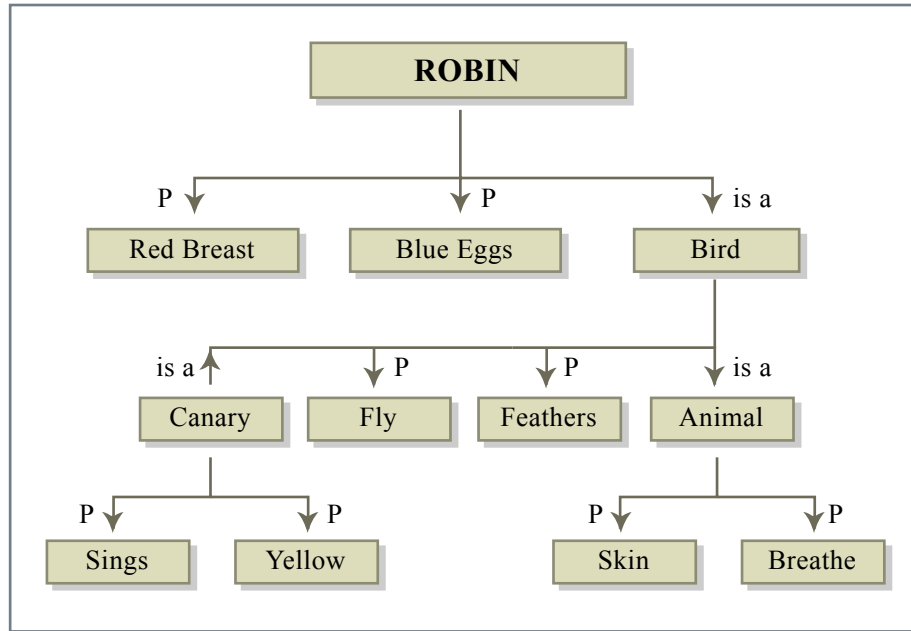 ROBIN
P
P
is a
Red Breast
Blue Eggs
Bird
is a
P
P
is a
Canary
Fly
Feathers
Animal
P
P
P
P
Sings
Yellow
Skin
Breathe